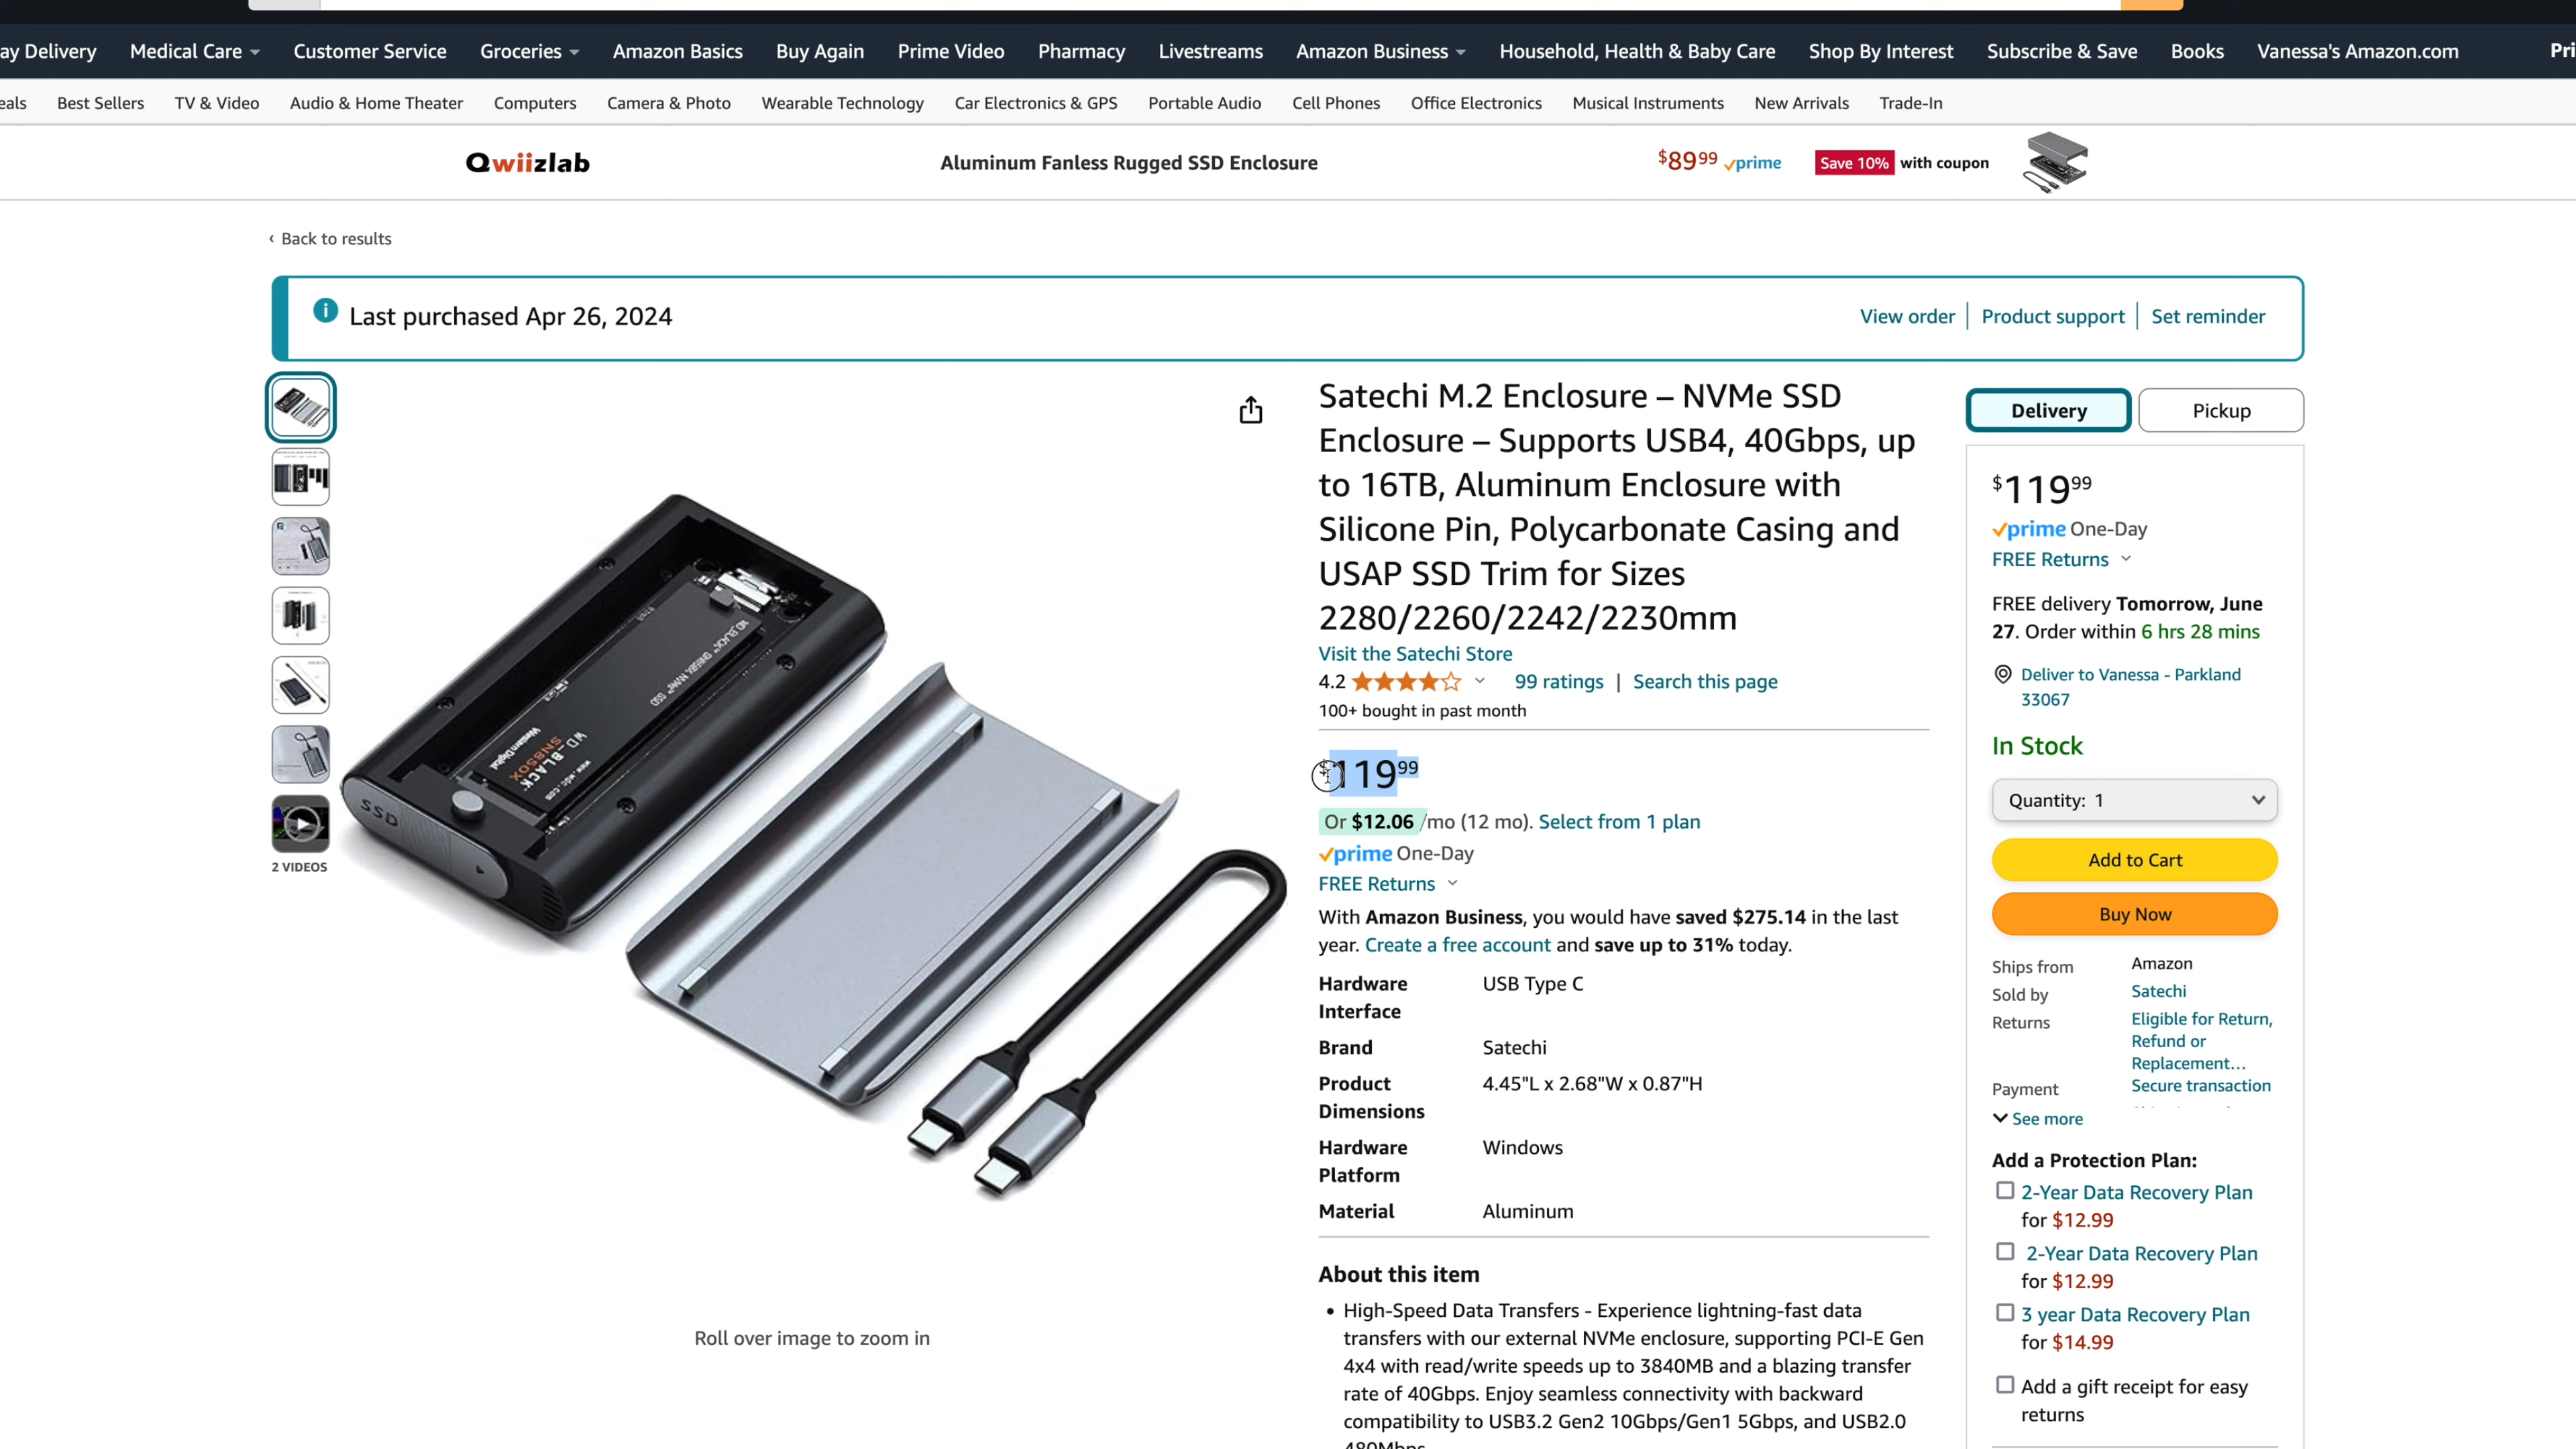 ay Delivery Medical Care Customer Service Groceries Amazon Basics Buy Again Prime Video Pharmacy Livestreams Amazon Business Household, Health & Baby Care Shop By Interest Subscribe & Save Books Vanessa's Amazon.com Pri
eals Best Sellers TV & Video Audio & Home Theater Computers Camera & Photo Wearable Technology Car Electronics & GPS Portable Audio Cell Phones Office Electronics Musical Instruments New Arrivals Trade-In
Qwiizlab Aluminum Fanless Rugged SSD Enclosure $89.99 prime Save 10% with coupon
‹ Back to results
Last purchased Apr 26, 2024 View order | Product support | Set reminder
SSD
WD_BLACK
SN850X
Western Digital
www.wdc.com
WD_BLACK™ SN850X NVMe™ SSD
2 VIDEOS
Roll over image to zoom in
Satechi M.2 Enclosure – NVMe SSD
Enclosure – Supports USB4, 40Gbps, up
to 16TB, Aluminum Enclosure with
Silicone Pin, Polycarbonate Casing and
USAP SSD Trim for Sizes
2280/2260/2242/2230mm
Visit the Satechi Store
4.2 99 ratings | Search this page
100+ bought in past month
$119 99
Or $12.06 /mo (12 mo). Select from 1 plan
prime One-Day
FREE Returns
With Amazon Business, you would have saved $275.14 in the last
year. Create a free account and save up to 31% today.
Hardware Interface USB Type C
Brand Satechi
Product Dimensions 4.45"L x 2.68"W x 0.87"H
Hardware Platform Windows
Material Aluminum
About this item
• High-Speed Data Transfers - Experience lightning-fast data
transfers with our external NVMe enclosure, supporting PCI-E Gen
4x4 with read/write speeds up to 3840MB and a blazing transfer
rate of 40Gbps. Enjoy seamless connectivity with backward
compatibility to USB3.2 Gen2 10Gbps/Gen1 5Gbps, and USB2.0
480Mbps.
Delivery Pickup
$119 99
prime One-Day
FREE Returns
FREE delivery Tomorrow, June
27. Order within 6 hrs 28 mins
Deliver to Vanessa - Parkland
33067
In Stock
Quantity: 1
Add to Cart
Buy Now
Ships from Amazon
Sold by Satechi
Returns Eligible for Return,
Refund or
Replacement...
Payment Secure transaction
See more
Add a Protection Plan:
2-Year Data Recovery Plan
for $12.99
2-Year Data Recovery Plan
for $12.99
3 year Data Recovery Plan
for $14.99
Add a gift receipt for easy
returns